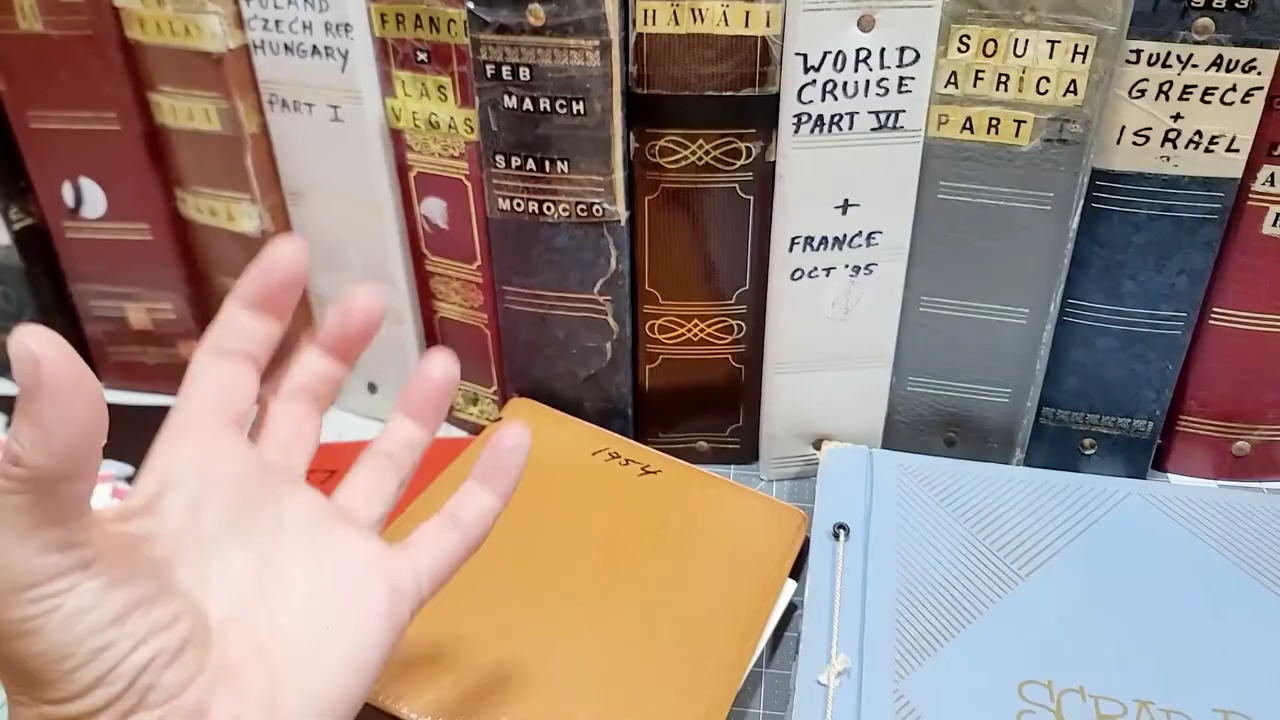 POLAND
CZECH REP.
HUNGARY
PART I
FRANCE
×
LAS
VEGAS
FEB
MARCH
SPAIN
MOROCCO
HAWAII
WORLD
CRUISE
PART VI
+
FRANCE
OCT '95
SOUTH
AFRICA
PART
JULY-AUG.
GREECE
+
ISRAEL
1954